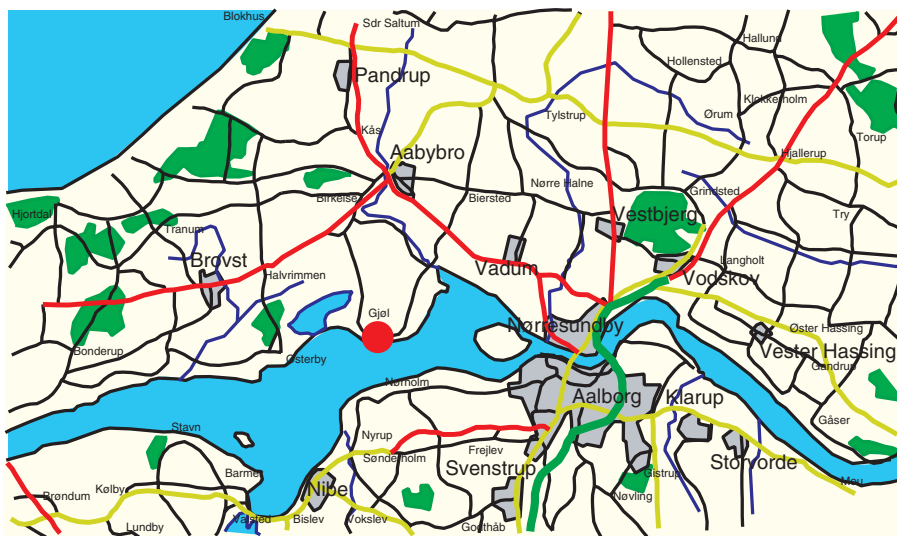 Blokhus
Sdr Saltum
Hallund
Hollensted
Pandrup
Klokkerholm
Tylstrup
Ørum
Kås
Torup
Aabybro
Hjallerup
Nørre Halne
Birkelse
Biersted
Grindsted
Hjortdal
Vestbjerg
Try
Tranum
Brovst
Langholt
Halvrimmen
Vadum
Vodskov
Gjøl
Nørresundby
Øster Hassing
Bonderup
Østerby
Vester Hassing
Gandrup
Nørholm
Aalborg
Klarup
Gåser
Stavn
Nyrup
Frejlev
Sønderholm
Svenstrup
Storvorde
Barmer
Gistrup
Mou
Kølby
Nibe
Brøndum
Nøvling
Valsted
Bislev
Vokslev
Lundby
Godthåb